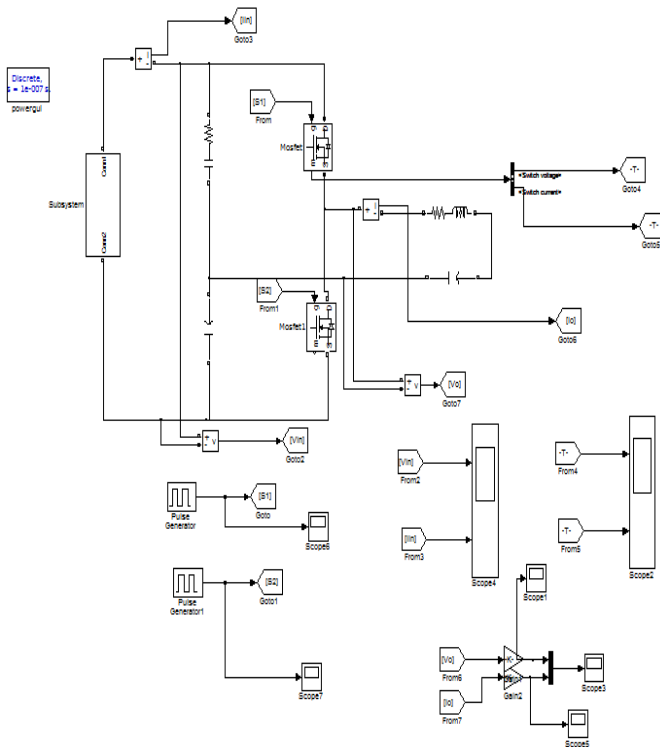 [Iin]
Goto3
Discrete,
s = 1e-007 s.
powergui
[S1]
From
Mosfet
Conn1
Conn2
Subsystem
<Switch voltage>
<Switch current>
-T-
Goto4
-T-
Goto5
[S2]
From1
Mosfet1
[Io]
Goto6
[Vo]
Goto7
[Vin]
Goto2
Pulse
Generator
[S1]
Goto
Scope6
Pulse
Generator1
[S2]
Goto1
Scope7
[Vin]
From2
[Iin]
From3
Scope4
-T-
From4
-T-
From5
Scope2
Scope1
[Vo]
From6
-K-
[Io]
From7
Gain2
Scope3
Scope5